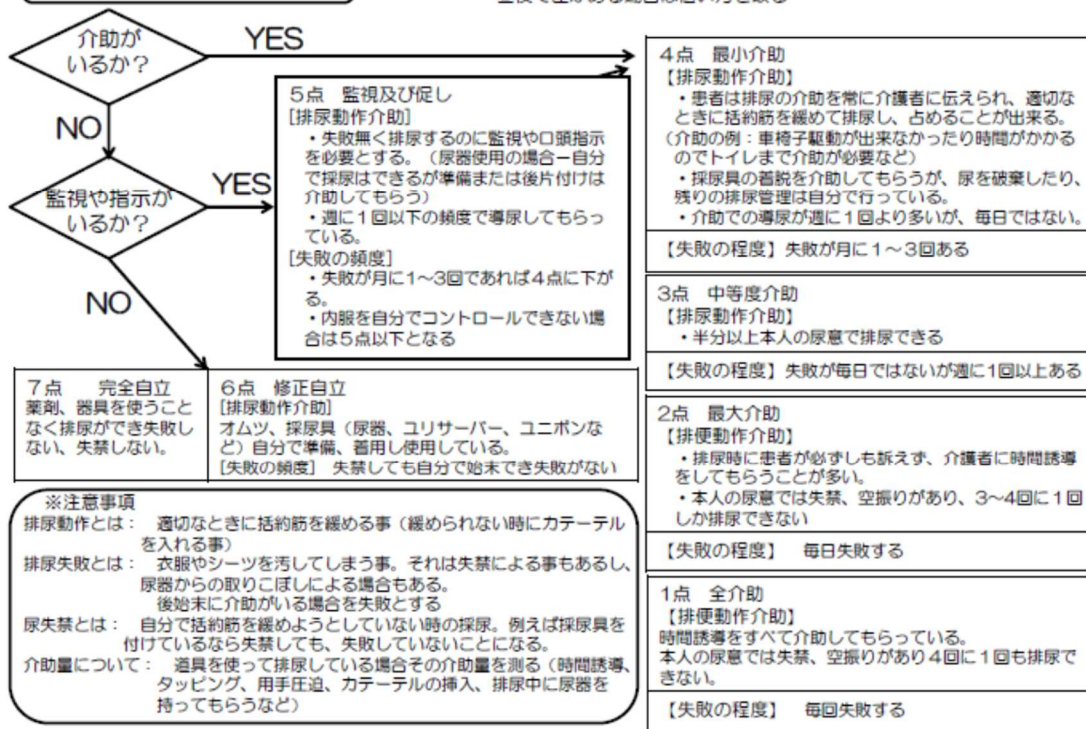 介助が
いるか？
YES
NO
監視や指示が
いるか？
YES
NO
5点　監視及び促し
[排尿動作介助]
・失敗無く排尿するのに監視や口頭指示
を必要とする。（尿器使用の場合－自分
で採尿はできるが準備または後片付けは
介助してもらう）
・週に１回以下の頻度で導尿してもらっ
ている。
[失敗の頻度]
・失敗が月に1～3回であれば４点に下が
る。
・内服を自分でコントロールできない場
合は５点以下となる
4点　最小介助
【排尿動作介助】
・患者は排尿の介助を常に介護者に伝えられ、適切な
ときに括約筋を緩めて排尿し、占めることが出来る。
（介助の例：車椅子駆動が出来なかったり時間がかかる
のでトイレまで介助が必要など）
・採尿具の着脱を介助してもらうが、尿を破棄したり、
残りの排尿管理は自分で行っている。
・介助での導尿が週に１回より多いが、毎日ではない。
【失敗の程度】失敗が月に１～３回ある
3点　中等度介助
【排尿動作介助】
・半分以上本人の尿意で排尿できる
【失敗の程度】失敗が毎日ではないが週に1回以上ある
2点　最大介助
【排便動作介助】
・排尿時に患者が必ずしも訴えず、介護者に時間誘導
をしてもらうことが多い。
・本人の尿意では失禁、空振りがあり、3～4回に１回
しか排尿できない
【失敗の程度】　毎日失敗する
1点　全介助
【排便動作介助】
時間誘導をすべて介助してもらっている。
本人の尿意では失禁、空振りがあり４回に１回も排尿で
きない。
【失敗の程度】　毎回失敗する
7点　完全自立
薬剤、器具を使うこと
なく排尿ができ失敗し
ない、失禁しない。
6点　修正自立
[排尿動作介助]
オムツ、採尿具（尿器、ユリサーバー、ユニボンな
ど）自分で準備、着用し使用している。
[失敗の頻度]　失禁しても自分で始末でき失敗がない
※注意事項
排尿動作とは：　適切なときに括約筋を緩める事（緩められない時にカテーテル
を入れる事）
排尿失敗とは：　衣服やシーツを汚してしまう事。それは失禁による事もあるし、
尿器からの取りこぼしによる場合もある。
後始末に介助がいる場合を失敗とする
尿失禁とは：　自分で括約筋を緩めようとしていない時の採尿。例えば採尿具を
付けているなら失禁しても、失敗していないことになる。
介助量について：　道具を使って排尿している場合その介助量を測る（時間誘導、
タッピング、用手圧迫、カテーテルの挿入、排尿中に尿器を
持ってもらうなど）